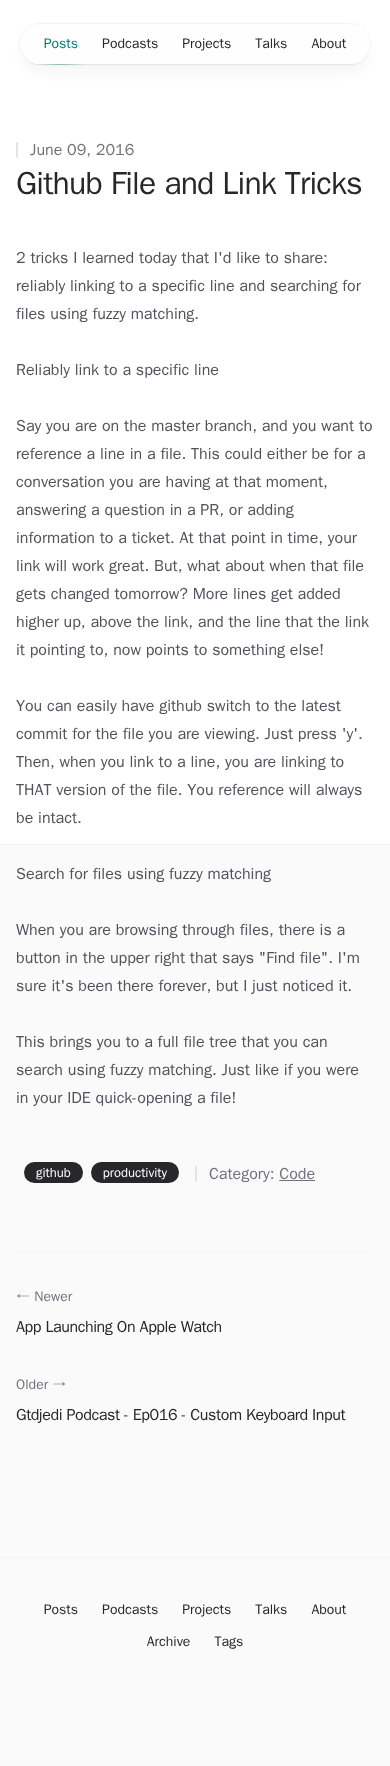 Posts Podcasts Projects Talks About
June 09, 2016
Github File and Link Tricks
2 tricks I learned today that I'd like to share:
reliably linking to a specific line and searching for
files using fuzzy matching.
Reliably link to a specific line
Say you are on the master branch, and you want to
reference a line in a file. This could either be for a
conversation you are having at that moment,
answering a question in a PR, or adding
information to a ticket. At that point in time, your
link will work great. But, what about when that file
gets changed tomorrow? More lines get added
higher up, above the link, and the line that the link
it pointing to, now points to something else!
You can easily have github switch to the latest
commit for the file you are viewing. Just press 'y'.
Then, when you link to a line, you are linking to
THAT version of the file. You reference will always
be intact.
Search for files using fuzzy matching
When you are browsing through files, there is a
button in the upper right that says "Find file". I'm
sure it's been there forever, but I just noticed it.
This brings you to a full file tree that you can
search using fuzzy matching. Just like if you were
in your IDE quick-opening a file!
github productivity Category: Code
← Newer
App Launching On Apple Watch
Older →
Gtdjedi Podcast - Ep016 - Custom Keyboard Input
Posts Podcasts Projects Talks About
Archive Tags